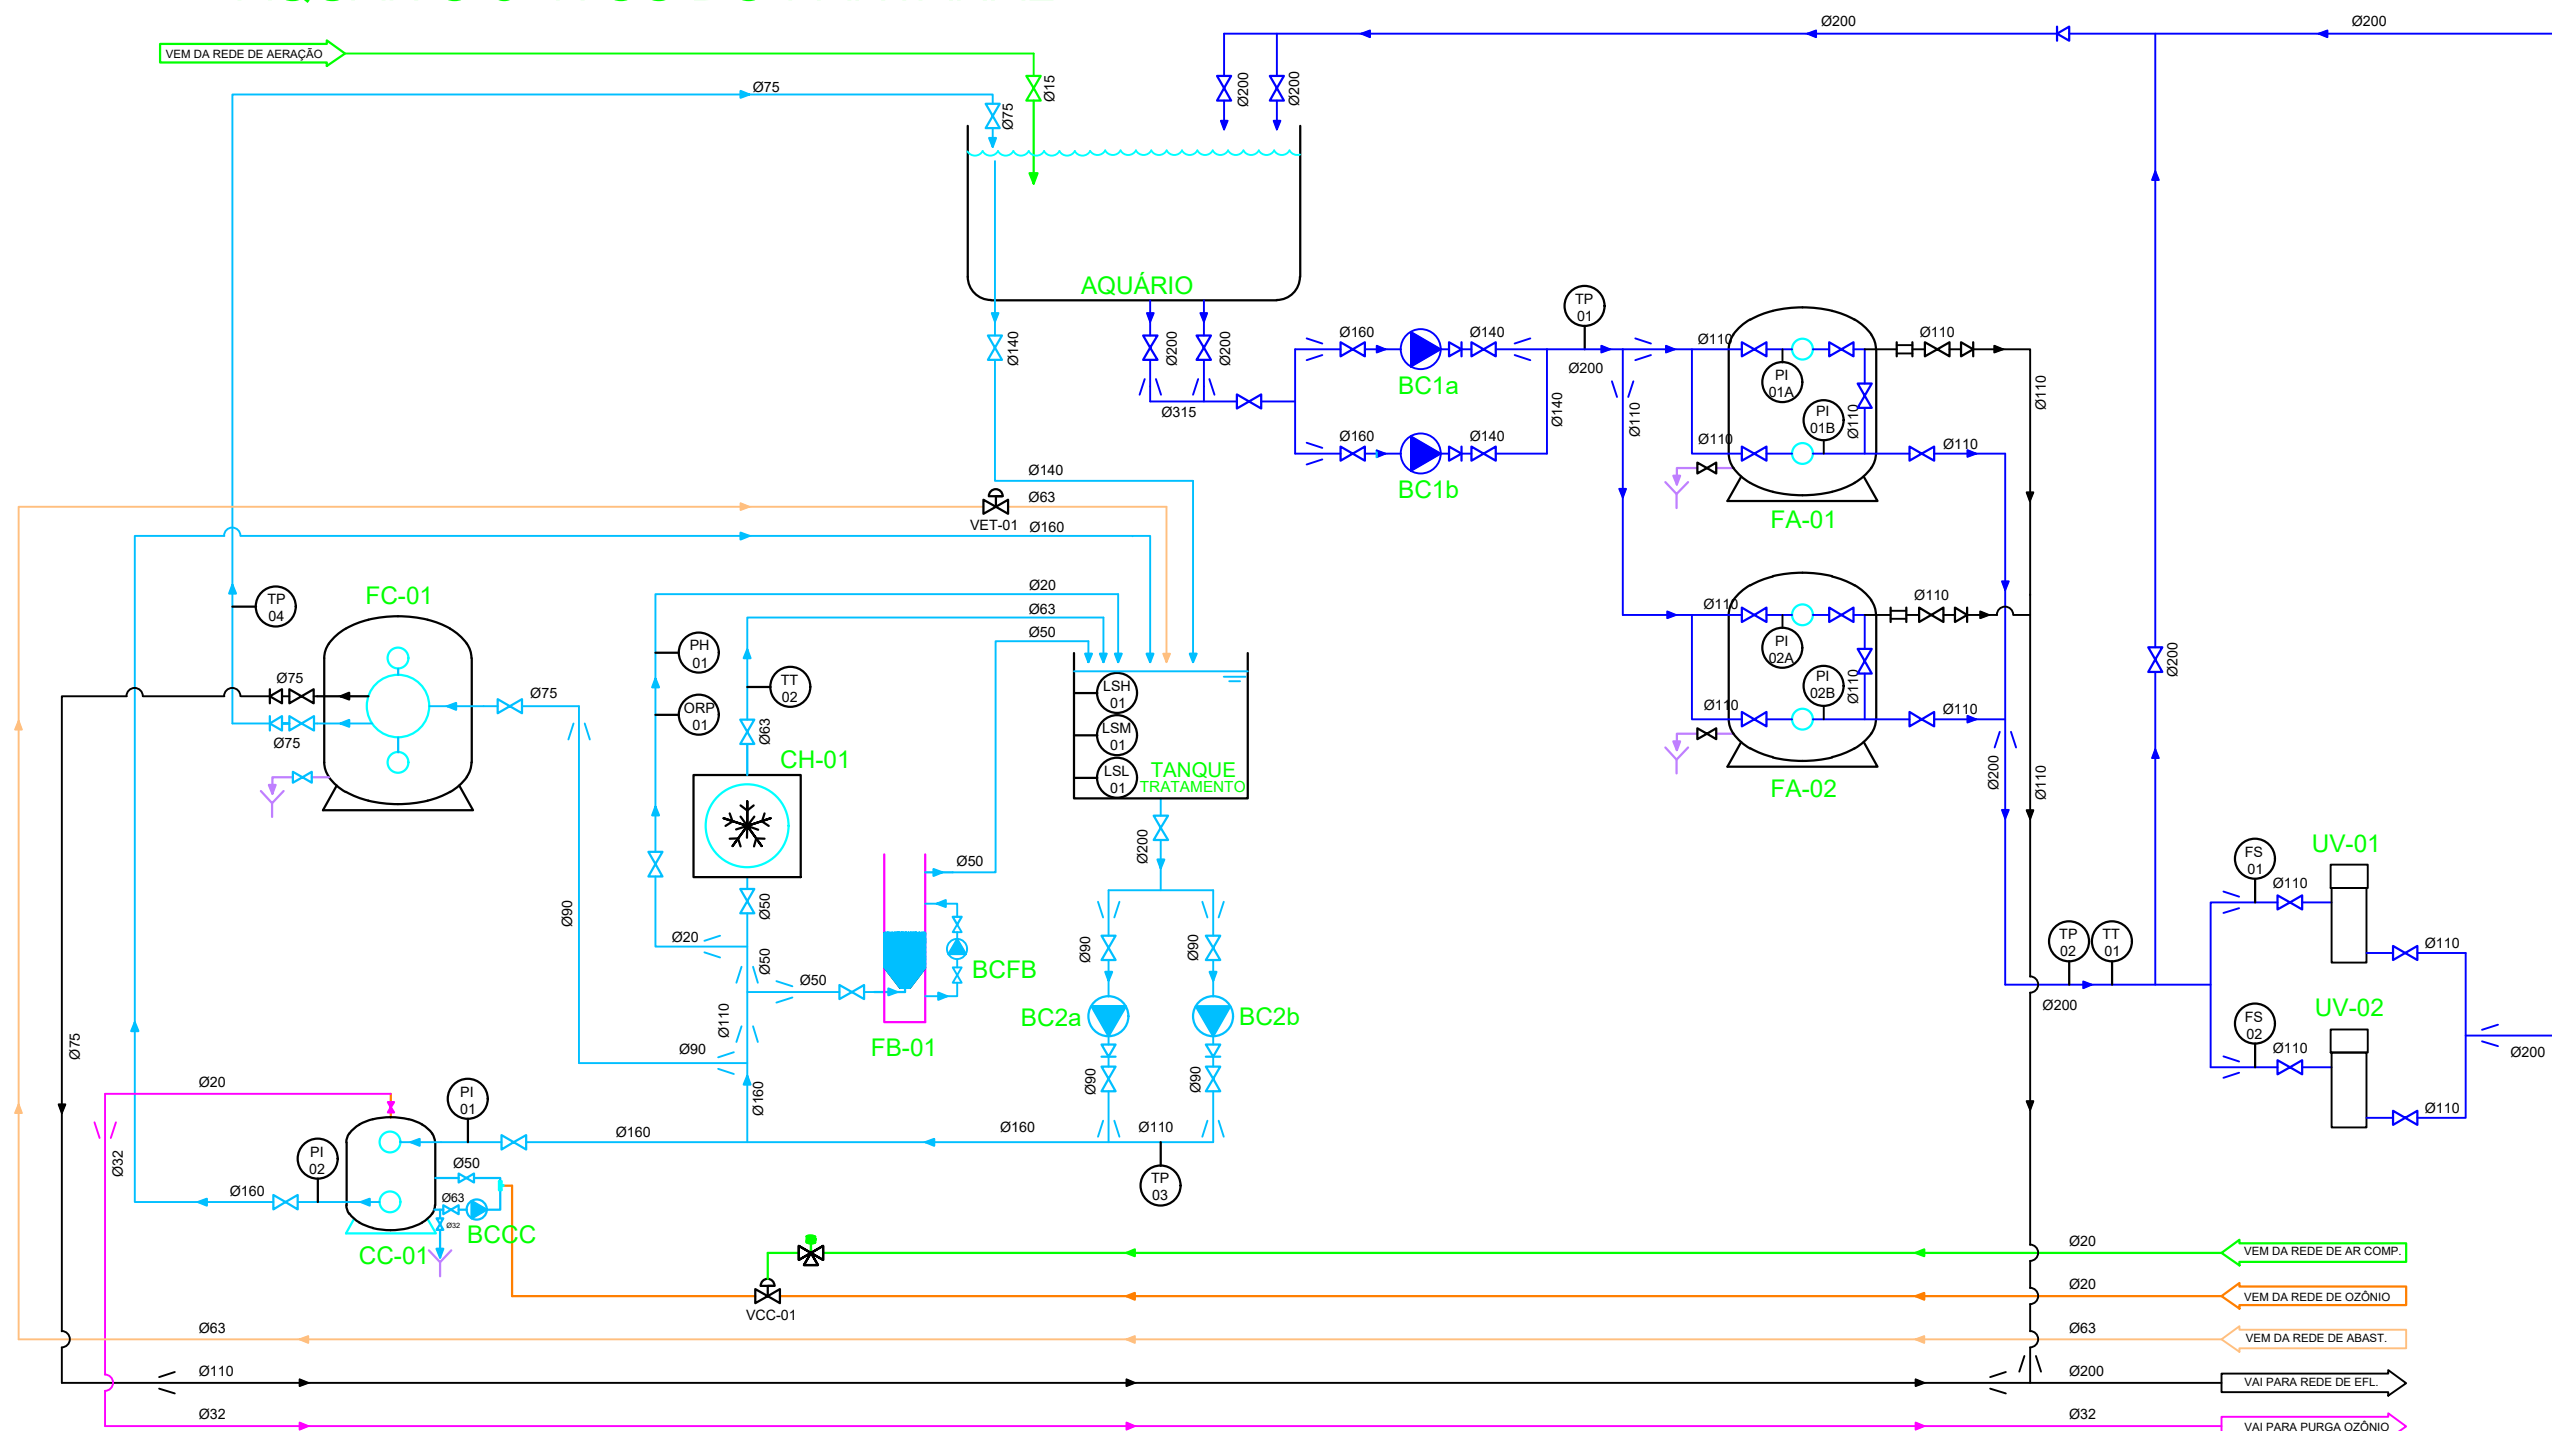 Ø200
Ø200
VEM DA REDE DE AERAÇÃO
Ø75
Ø15
Ø75
Ø200
Ø200
AQUÁRIO
Ø140
Ø200
Ø200
Ø315
Ø160
Ø140
BC1a
Ø160
Ø140
BC1b
TP
01
Ø200
Ø140
Ø110
Ø110
PI
01A
PI
01B
Ø110
Ø110
Ø110
Ø110
Ø110
FA-01
Ø140
Ø63
VET-01
Ø160
Ø20
Ø63
Ø50
TP
04
FC-01
Ø75
Ø75
Ø75
PH
01
ORP
01
TT
02
Ø63
CH-01
LSH
01
LSM
01
LSL
01
TANQUE
TRATAMENTO
Ø110
PI
02A
PI
02B
Ø110
Ø110
Ø110
Ø110
FA-02
Ø200
Ø110
Ø200
Ø200
Ø50
Ø50
Ø90
Ø20
Ø50
Ø50
BCFB
FB-01
Ø110
Ø90
Ø160
Ø90
Ø90
BC2a
BC2b
Ø90
Ø90
TP
02
TT
01
Ø200
FS
01
Ø110
UV-01
Ø110
FS
02
Ø110
UV-02
Ø110
Ø200
Ø75
Ø20
Ø32
PI
01
PI
02
Ø160
Ø160
Ø160
Ø110
TP
03
Ø50
Ø63
Ø32
BCCC
CC-01
Ø20
VEM DA REDE DE AR COMP.
VCC-01
Ø20
VEM DA REDE DE OZÔNIO
Ø63
Ø63
VEM DA REDE DE ABAST.
Ø110
Ø200
VAI PARA REDE DE EFL.
Ø32
Ø32
VAI PARA PURGA OZÔNIO